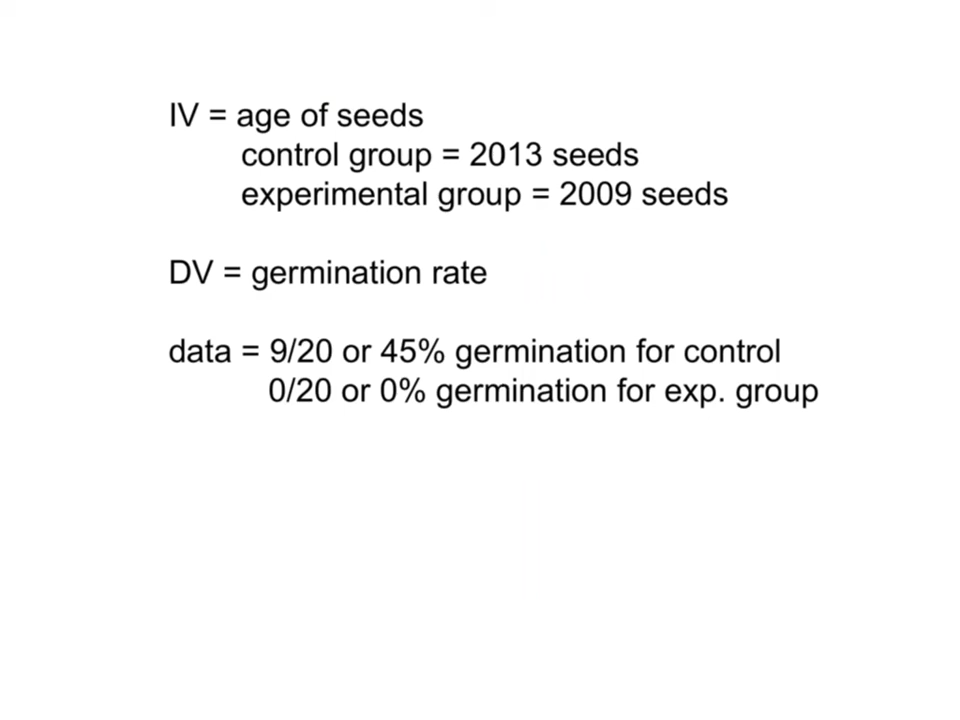 IV = age of seeds
control group = 2013 seeds
experimental group = 2009 seeds
DV = germination rate
data = 9/20 or 45% germination for control
0/20 or 0% germination for exp. group